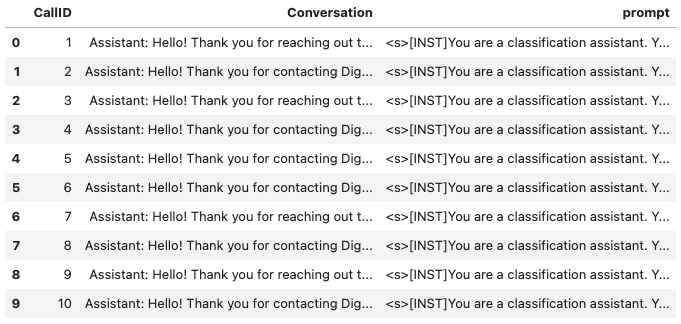 CallID Conversation prompt
0 1 Assistant: Hello! Thank you for reaching out t... <s>[INST]You are a classification assistant. Y...
1 2 Assistant: Hello! Thank you for contacting Dig... <s>[INST]You are a classification assistant. Y...
2 3 Assistant: Hello! Thank you for reaching out t... <s>[INST]You are a classification assistant. Y...
3 4 Assistant: Hello! Thank you for contacting Dig... <s>[INST]You are a classification assistant. Y...
4 5 Assistant: Hello! Thank you for contacting Dig... <s>[INST]You are a classification assistant. Y...
5 6 Assistant: Hello! Thank you for contacting Dig... <s>[INST]You are a classification assistant. Y...
6 7 Assistant: Hello! Thank you for reaching out t... <s>[INST]You are a classification assistant. Y...
7 8 Assistant: Hello! Thank you for contacting Dig... <s>[INST]You are a classification assistant. Y...
8 9 Assistant: Hello! Thank you for reaching out t... <s>[INST]You are a classification assistant. Y...
9 10 Assistant: Hello! Thank you for contacting Dig... <s>[INST]You are a classification assistant. Y...